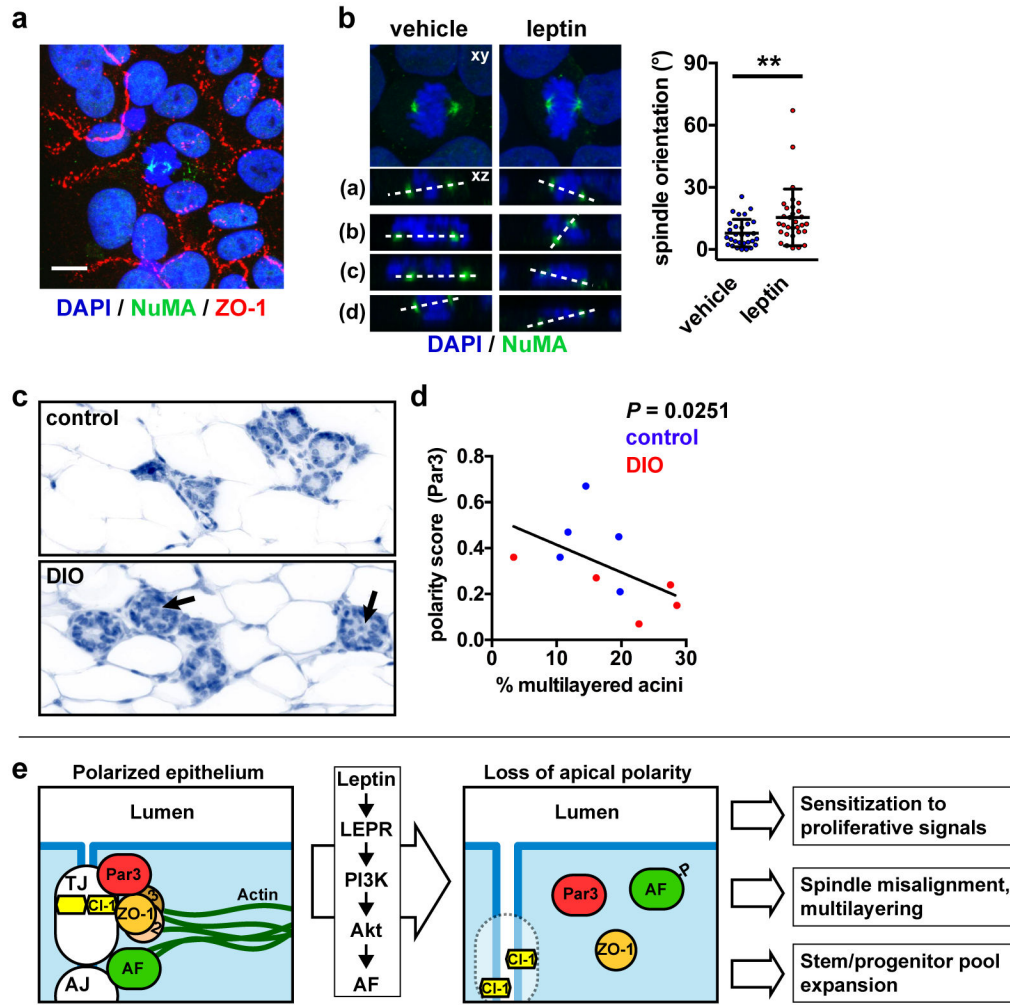 a
DAPI / NuMA / ZO-1
b
vehicle
leptin
xy
xz
(a)
(b)
(c)
(d)
DAPI / NuMA
spindle orientation (°)
90
60
30
0
**
vehicle
leptin
c
control
DIO
d
P = 0.0251
control
DIO
polarity score (Par3)
0.8
0.6
0.4
0.2
0.0
0 10 20 30
% multilayered acini
e
Polarized epithelium
Lumen
TJ
Par3
3
Cl-1
ZO-1
2
Actin
AF
AJ
Leptin
LEPR
PI3K
Akt
AF
Loss of apical polarity
Lumen
Par3
AF
-P
ZO-1
Cl-1
Cl-1
Sensitization to
proliferative signals
Spindle misalignment,
multilayering
Stem/progenitor pool
expansion